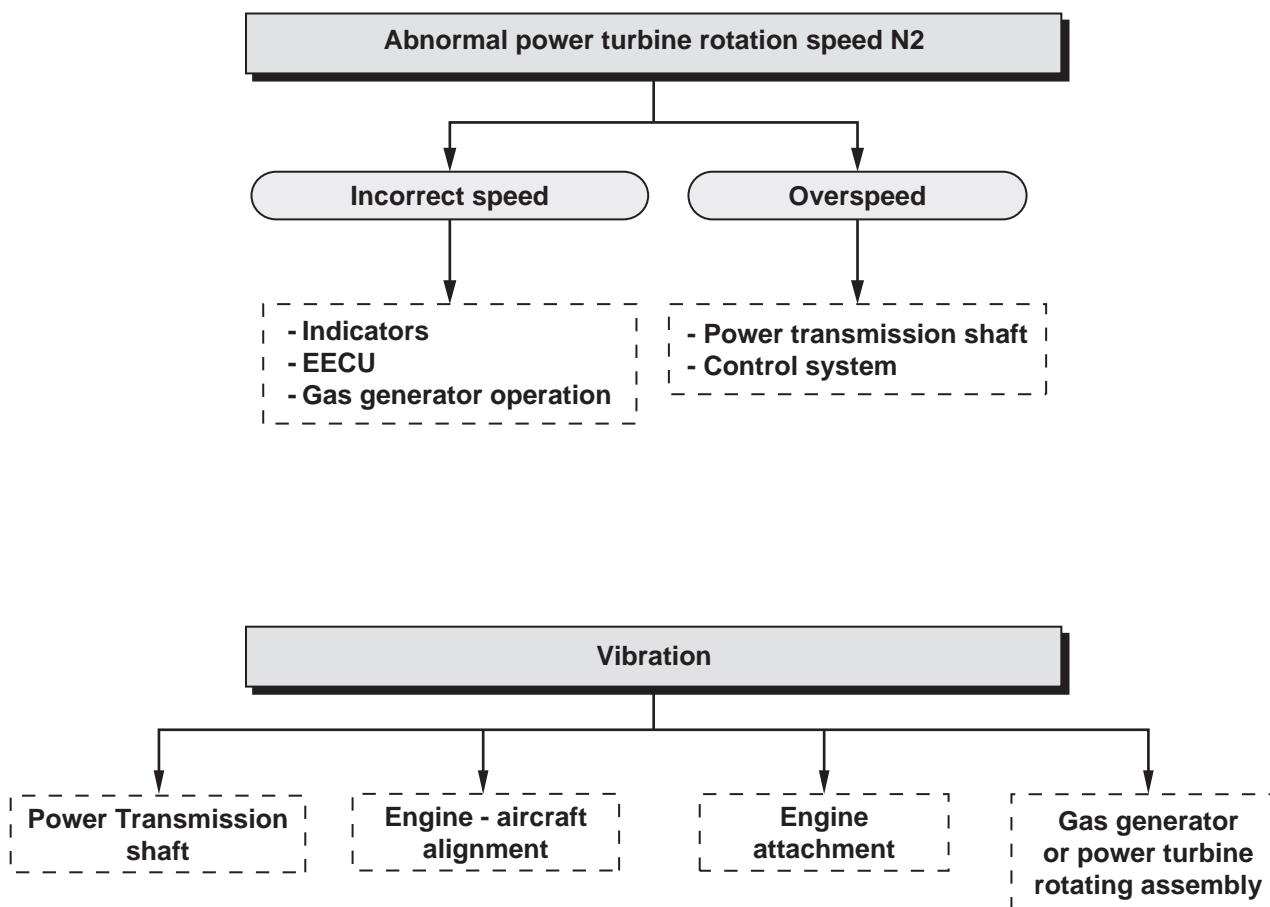 Abnormal power turbine rotation speed N2
Incorrect speed
Overspeed
- Indicators
- EECU
- Gas generator operation
- Power transmission shaft
- Control system
Vibration
Power Transmission
shaft
Engine - aircraft
alignment
Engine
attachment
Gas generator
or power turbine
rotating assembly